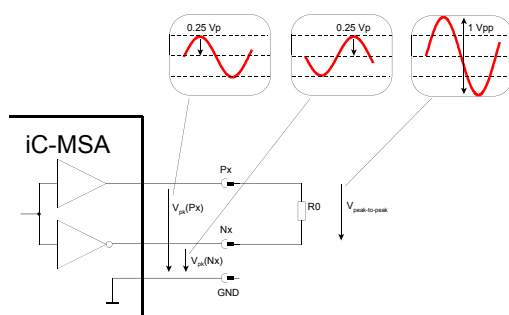 0.25 Vp
0.25 Vp
1 Vpp
iC-MSA
Px
Vpk(Px)
R0
Vpeak-to-peak
Nx
Vpk(Nx)
GND